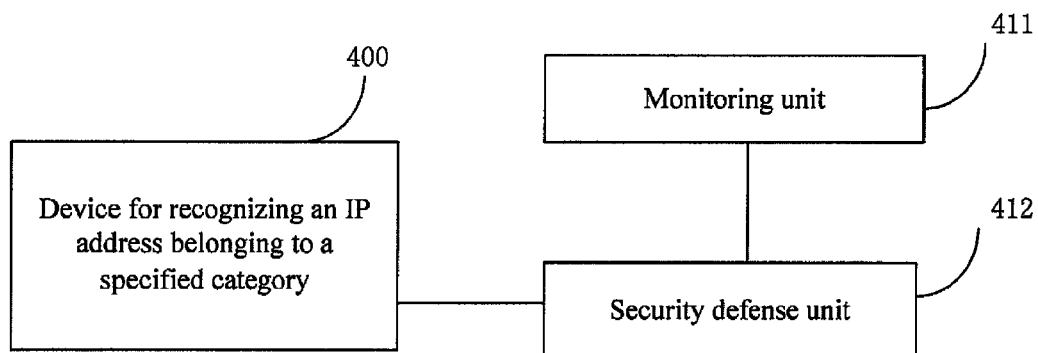 411
400
Monitoring unit
Device for recognizing an IP
address belonging to a
specified category
412
Security defense unit